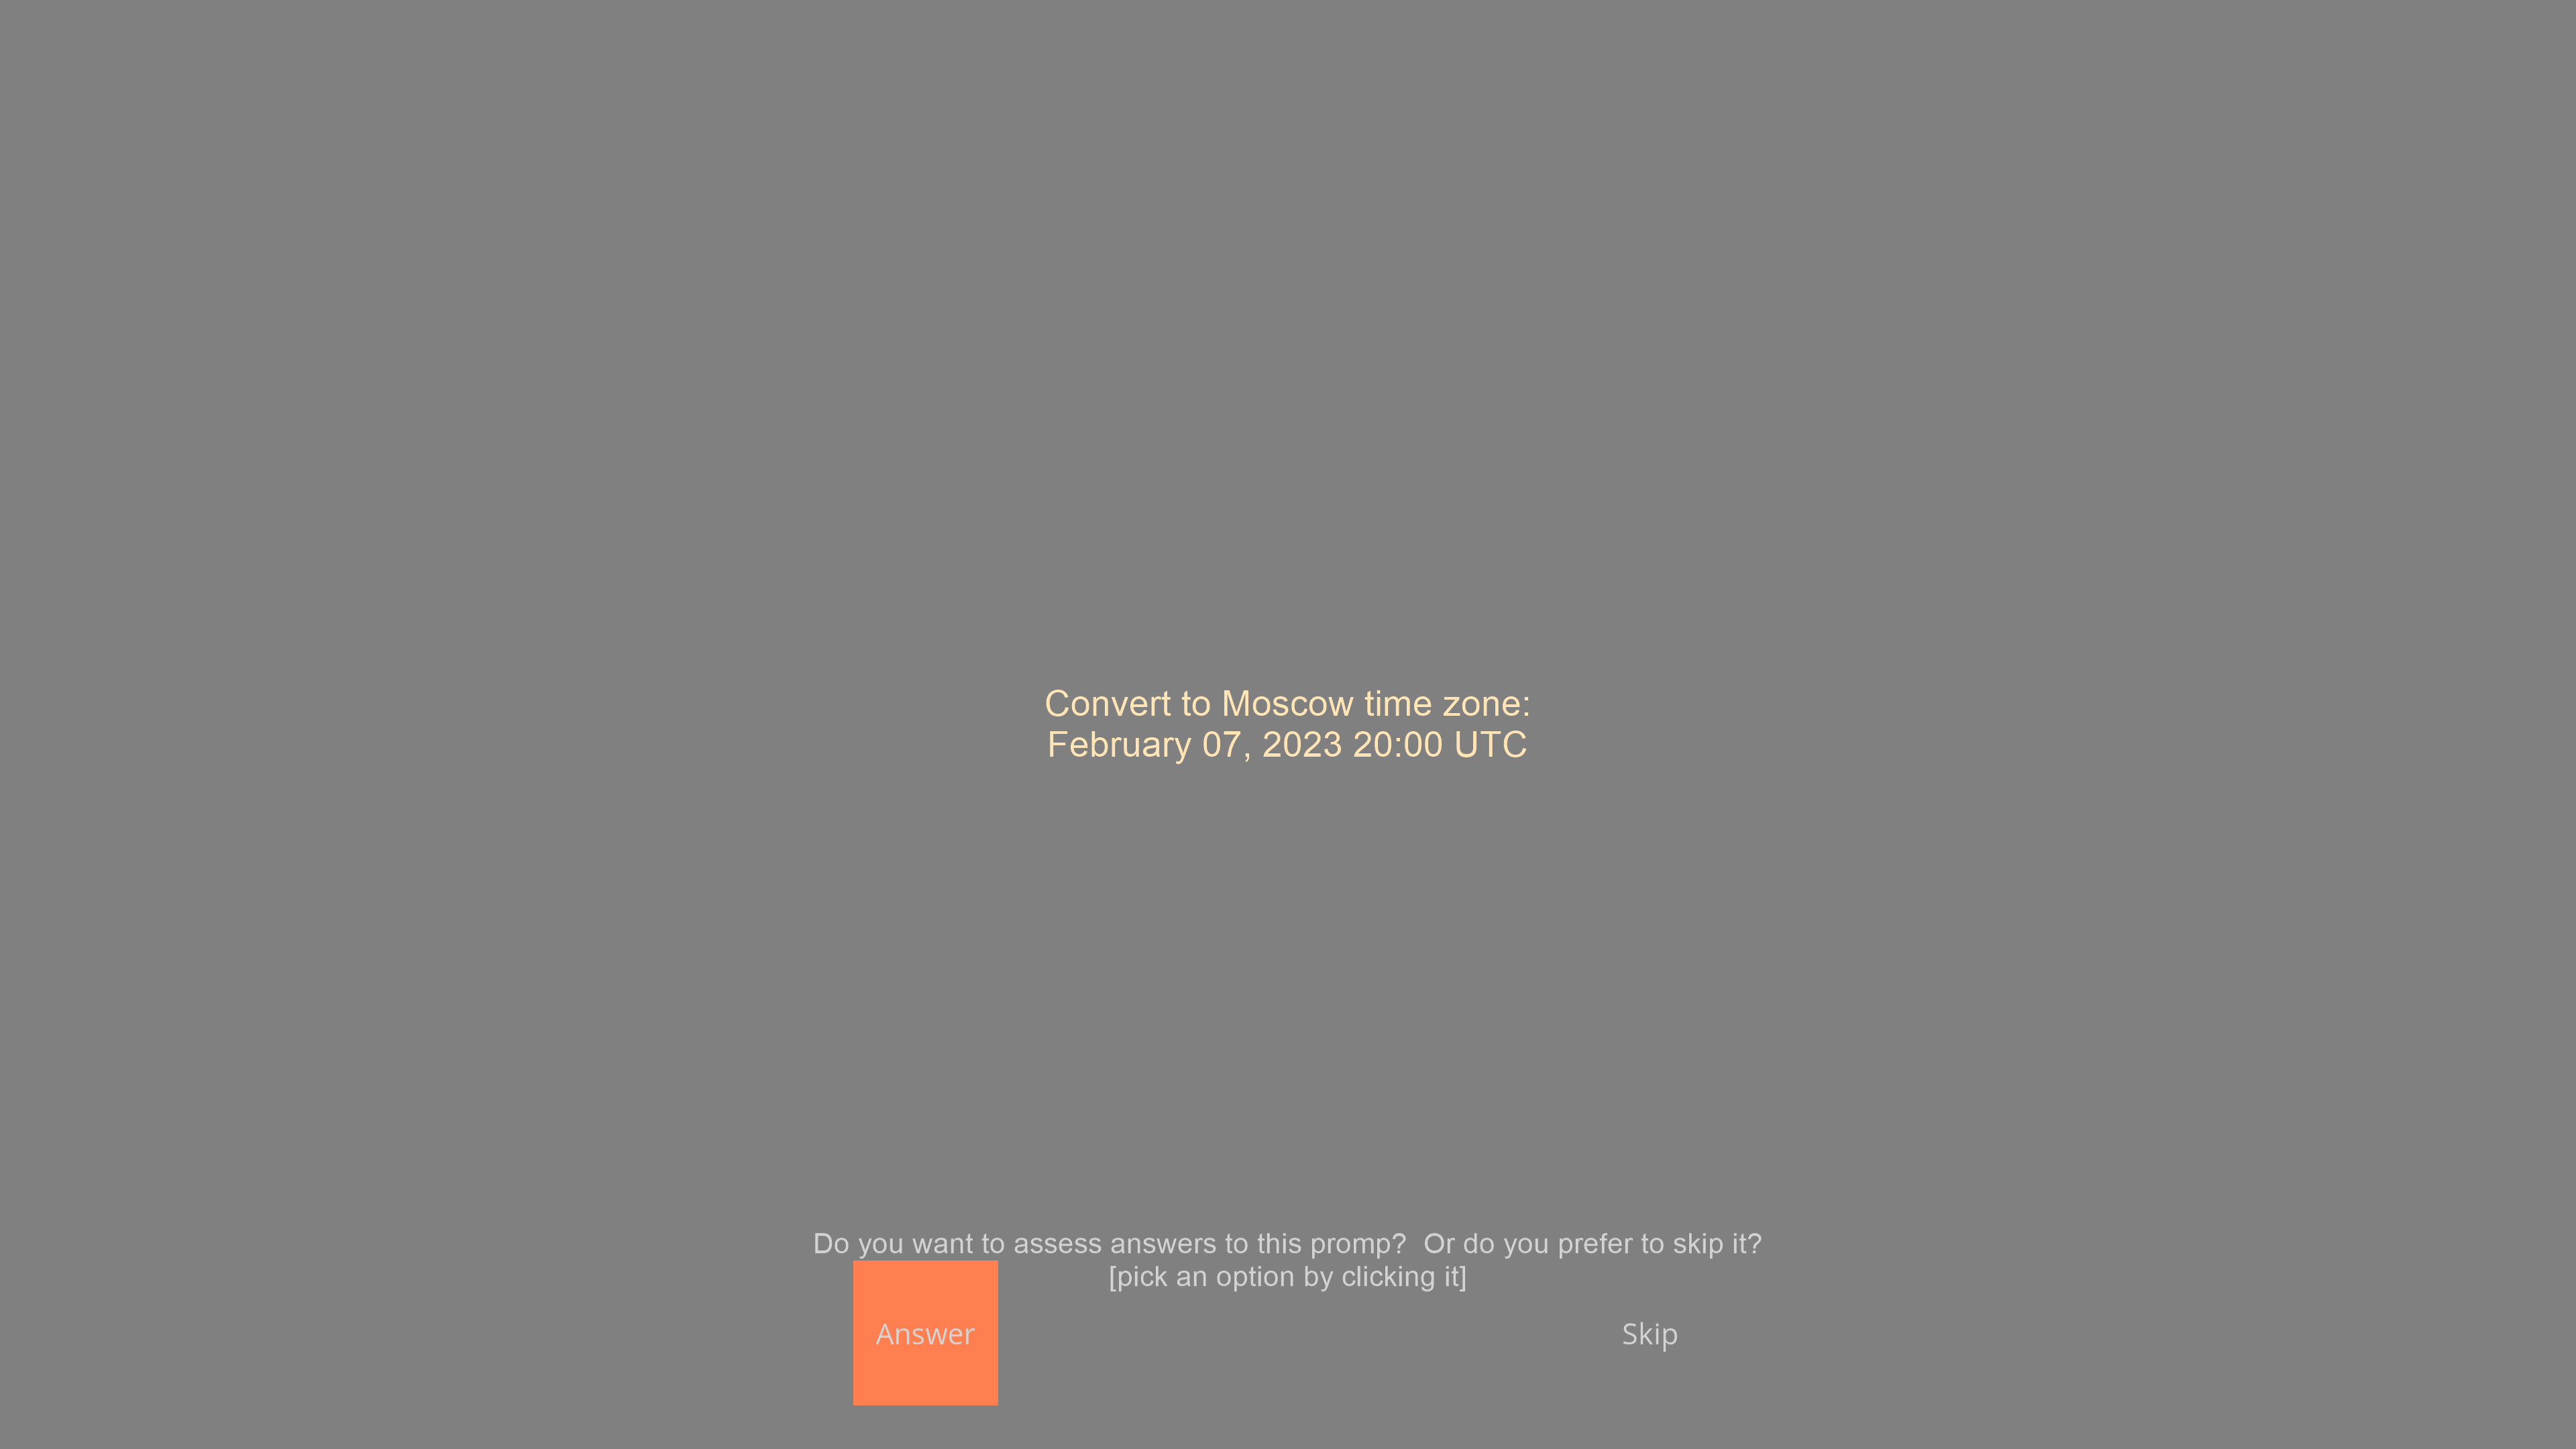 Convert to Moscow time zone:
February 07, 2023 20:00 UTC
Do you want to assess answers to this promp?  Or do you prefer to skip it?
[pick an option by clicking it]
Answer
Skip